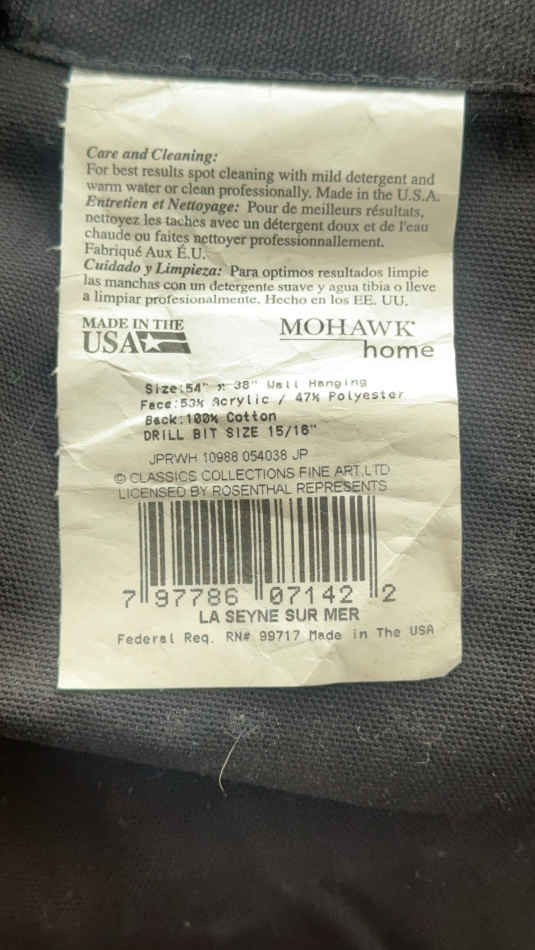 Care and Cleaning:
For best results spot cleaning with mild detergent and
warm water or clean professionally. Made in the U.S.A.
Entretien et Nettoyage: Pour de meilleurs résultats,
nettoyez les taches avec un détergent doux et de l'eau
chaude ou faites nettoyer professionnallement.
Fabriqué Aux É.U.
Cuidado y Limpieza: Para optimos resultados limpie
las manchas con un detergente suave y agua tibia o lleve
a limpiar profesionalmente. Hecho en los EE. UU.
MADE IN THE
USA
MOHAWK
home
Size:54" x 38" Wall Hanging
Face:53% Acrylic / 47% Polyester
Back:100% Cotton
DRILL BIT SIZE 15/16"
JPRWH 10988 054038 JP
© CLASSICS COLLECTIONS FINE ART.LTD
LICENSED BY ROSENTHAL REPRESENTS
7 97786 07142 2
LA SEYNE SUR MER
Federal Reg. RN# 99717 Made in The USA